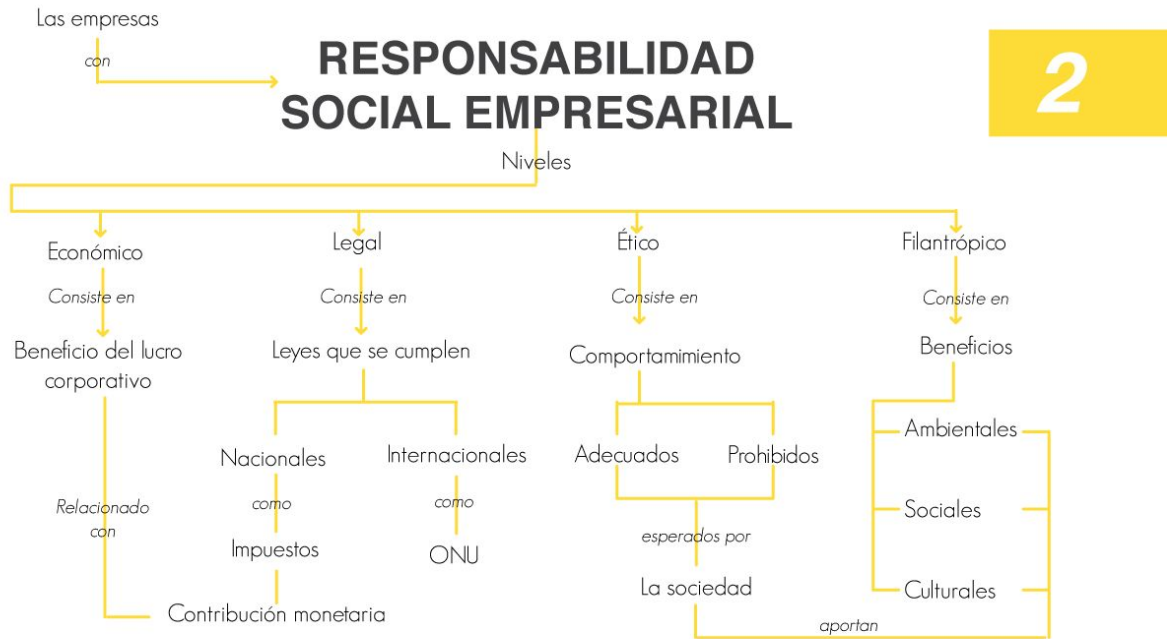 Las empresas
con
RESPONSABILIDAD
SOCIAL EMPRESARIAL
2
Niveles
Económico
Legal
Ético
Filantrópico
Consiste en
Consiste en
Consiste en
Consiste en
Beneficio del lucro
corporativo
Leyes que se cumplen
Comportamimiento
Beneficios
Nacionales
Internacionales
Adecuados
Prohibidos
Ambientales
Relacionado
con
como
como
Sociales
Impuestos
ONU
esperados por
La sociedad
Culturales
Contribución monetaria
aportan